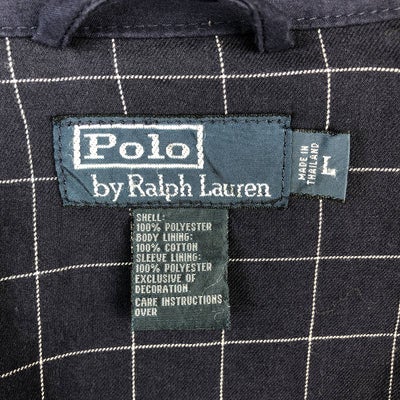 Polo
by Ralph Lauren
MADE IN
THAILAND
L
SHELL:
100% POLYESTER
BODY LINING:
100% COTTON
SLEEVE LINING:
100% POLYESTER
EXCLUSIVE OF
DECORATION.
CARE INSTRUCTIONS
OVER